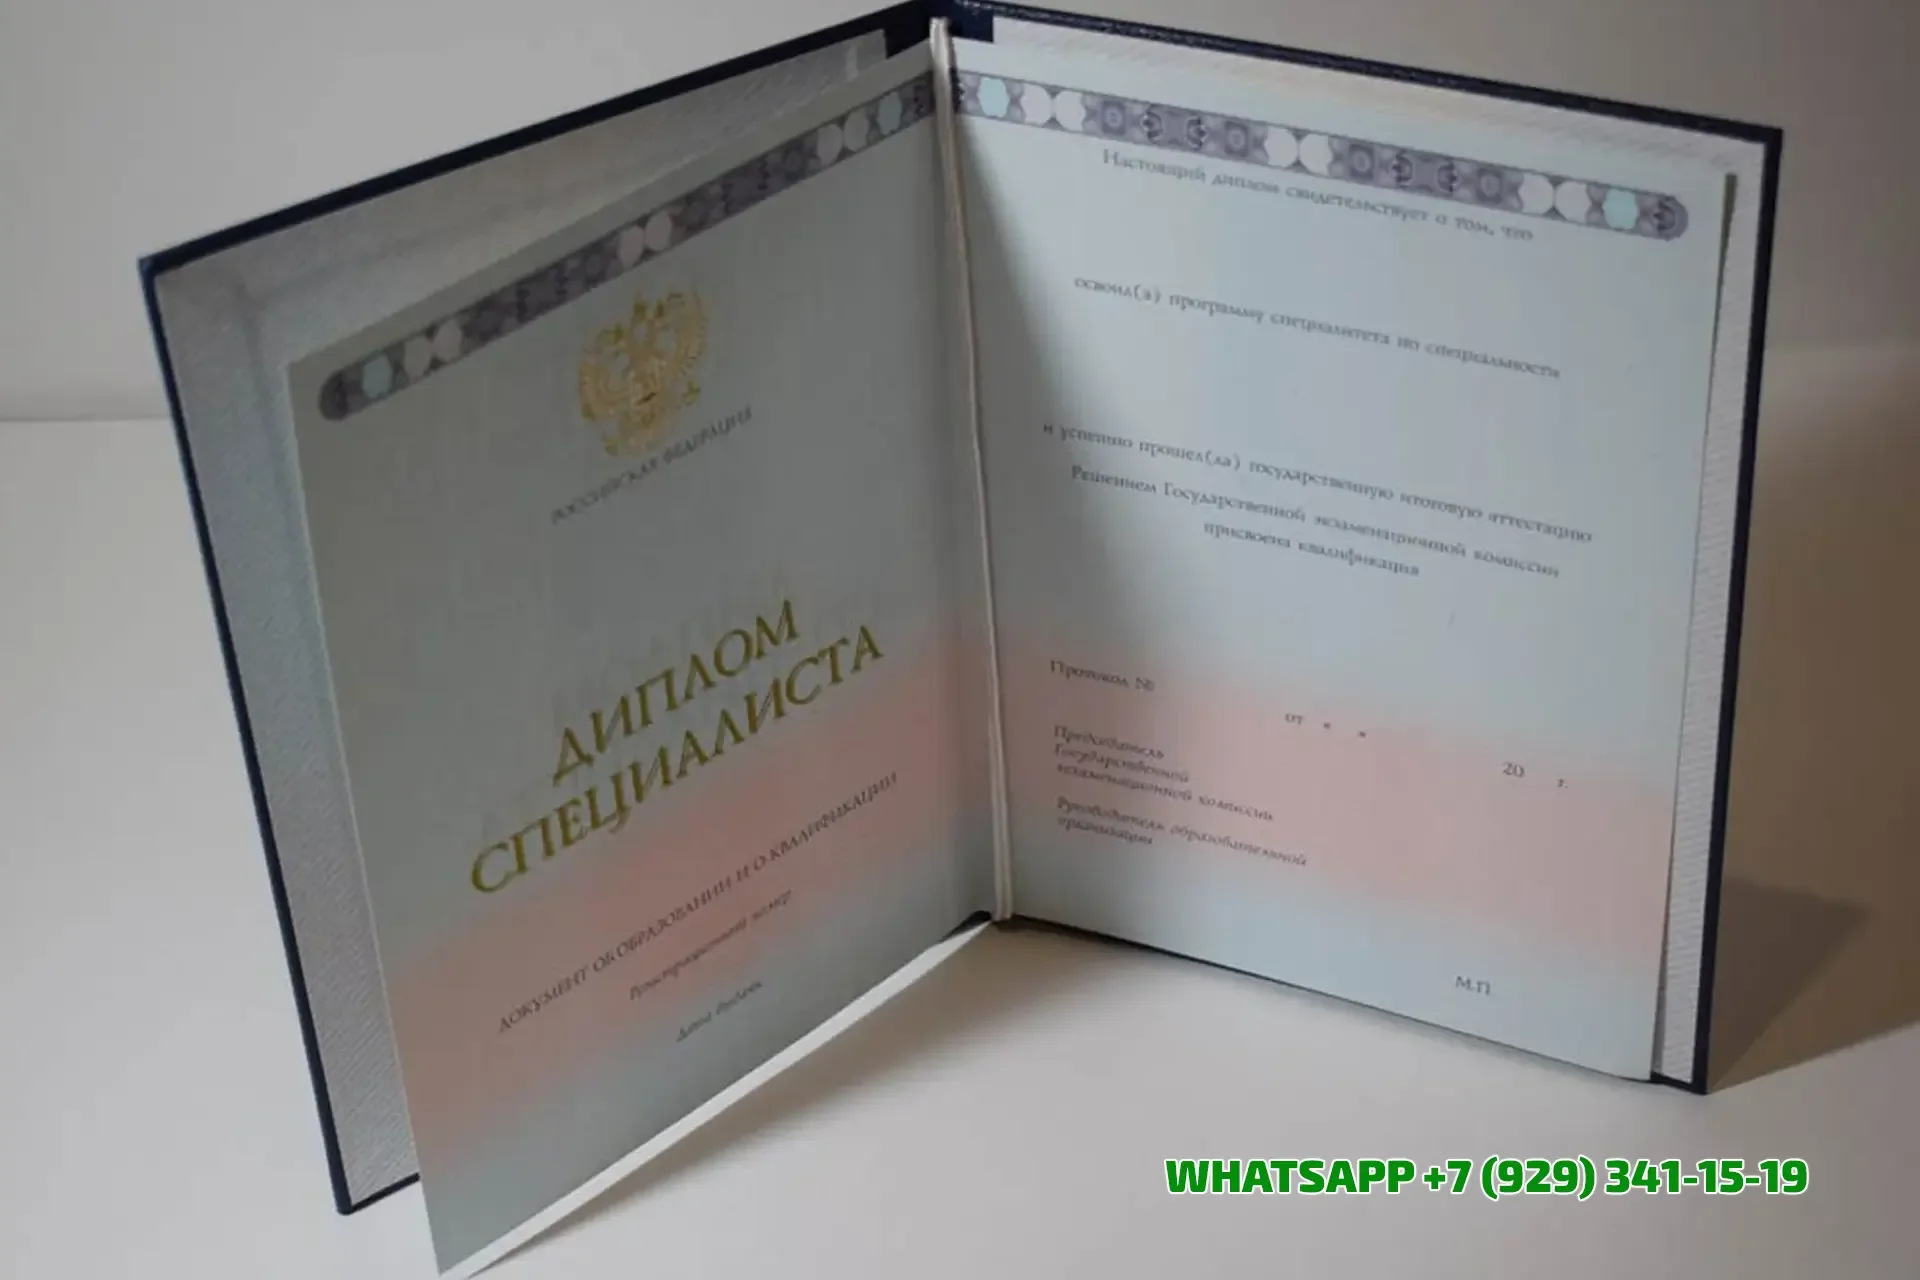 РОССИЙСКАЯ ФЕДЕРАЦИЯ
ДИПЛОМ
СПЕЦИАЛИСТА
ДОКУМЕНТ ОБ ОБРАЗОВАНИИ И О КВАЛИФИКАЦИИ
Регистрационный номер
Дата выдачи
Настоящий диплом свидетельствует о том, что
освоил(а) программу специалитета по специальности
и успешно прошел(ла) государственную итоговую аттестацию
Решением Государственной экзаменационной комиссии
присвоена квалификация
Протокол №
от « » 20 г.
Председатель
Государственной
экзаменационной комиссии
Руководитель образовательной
организации
М.П.
WHATSAPP +7 (929) 341-15-19